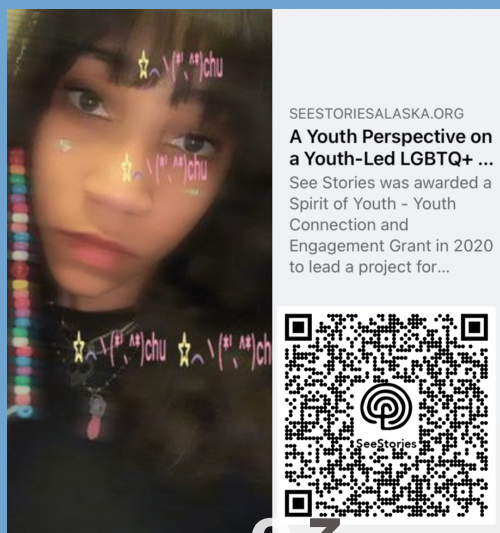 ☆⌒ヽ(*'､^*)chu
SEESTORIESALASKA.ORG
A Youth Perspective on
a Youth-Led LGBTQ+ ...
☆⌒ヽ(*'､^*)chu
See Stories was awarded a
Spirit of Youth - Youth
Connection and
Engagement Grant in 2020
to lead a project for...
☆⌒ヽ(*'､^*)chu ☆⌒ヽ(*'､^*)ch
SeeStories